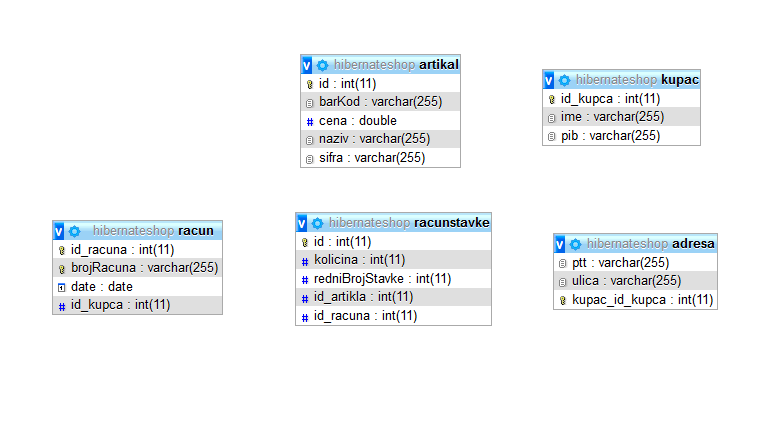 v hibernateshop artikal
id : int(11)
barKod : varchar(255)
# cena : double
naziv : varchar(255)
sifra : varchar(255)
v hibernateshop kupac
id_kupca : int(11)
ime : varchar(255)
pib : varchar(255)
v hibernateshop racun
id_racuna : int(11)
brojRacuna : varchar(255)
date : date
# id_kupca : int(11)
v hibernateshop racunstavke
id : int(11)
# kolicina : int(11)
# redniBrojStavke : int(11)
# id_artikla : int(11)
# id_racuna : int(11)
v hibernateshop adresa
ptt : varchar(255)
ulica : varchar(255)
kupac_id_kupca : int(11)